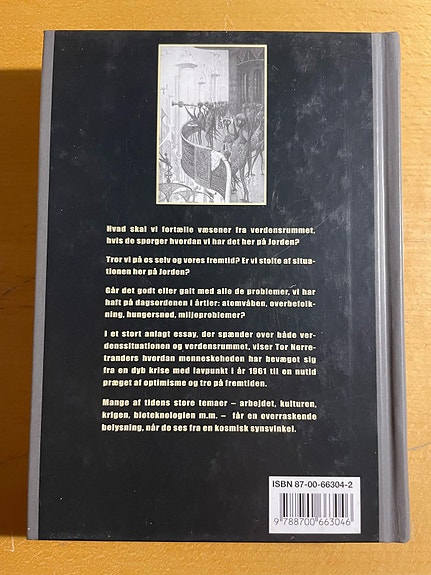 Hvad skal vi fortælle væsener fra verdensrummet,
hvis de spørger hvordan vi har det her på Jorden?
Tror vi på os selv og vores fremtid? Er vi stolte af situa-
tionen her på Jorden?
Går det godt eller galt med alle de problemer, vi har
haft på dagsordenen i årtier: atomvåben, overbefolk-
ning, hungersnød, miljøproblemer?
I et stort anlagt essay, der spænder over både ver-
denssituationen og verdensrummet, viser Tor Nørre-
tranders hvordan menneskeheden har bevæget sig
fra en dyb krise med lavpunkt i år 1961 til en nutid
præget af optimisme og tro på fremtiden.
Mange af tidens store temaer – arbejdet, kulturen,
krigen, bioteknologien m.m. – får en overraskende
belysning, når de ses fra en kosmisk synsvinkel.
ISBN 87-00-66304-2
9 788700 663046